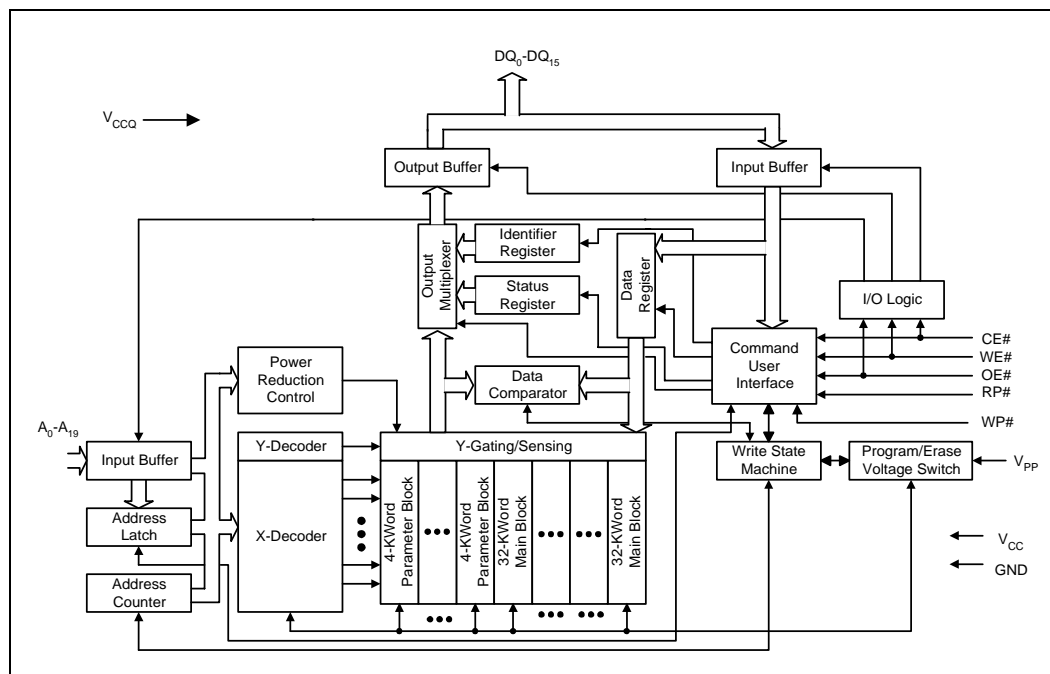 DQ0-DQ15
VCCQ
Output Buffer
Input Buffer
Output
Multiplexer
Identifier
Register
Status
Register
Data
Register
I/O Logic
Command
User
Interface
CE#
WE#
OE#
RP#
WP#
Power
Reduction
Control
Data
Comparator
A0-A19
Input Buffer
Y-Decoder
Y-Gating/Sensing
Write State
Machine
Program/Erase
Voltage Switch
VPP
Address
Latch
X-Decoder
4-KWord
Parameter Block
4-KWord
Parameter Block
32-KWord
Main Block
32-KWord
Main Block
VCC
GND
Address
Counter